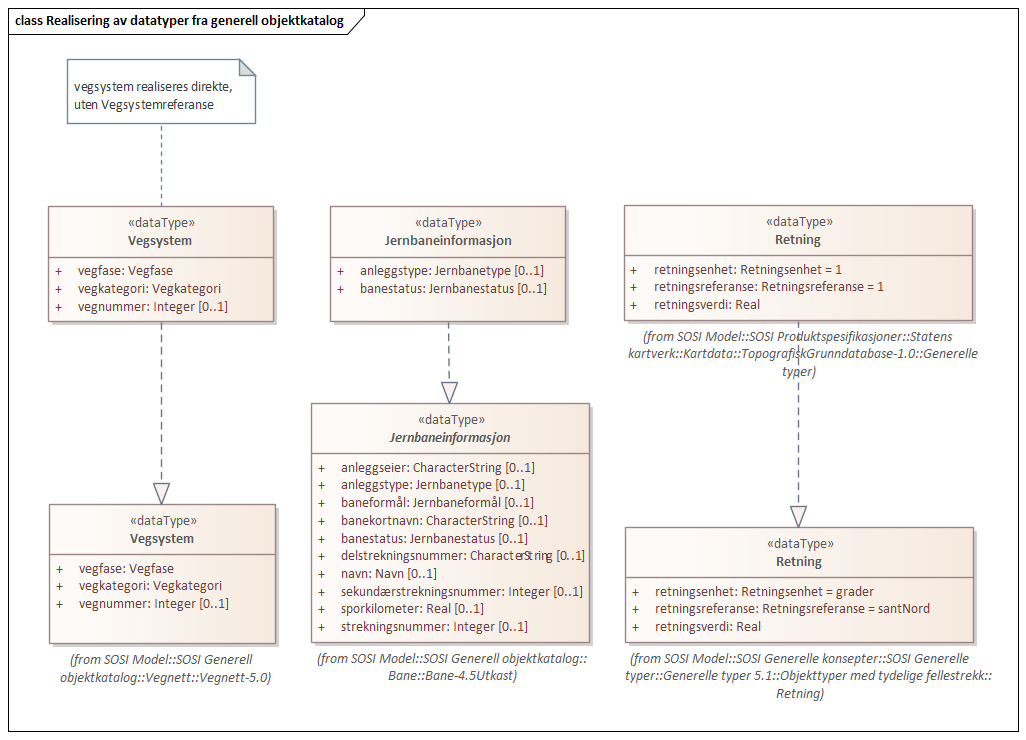 class Realisering av datatyper fra generell objektkatalog
vegsystem realiseres direkte,
uten Vegsystemreferanse
«dataType»
Vegsystem
+ vegfase: Vegfase
+ vegkategori: Vegkategori
+ vegnummer: Integer [0..1]
«dataType»
Jernbaneinformasjon
+ anleggstype: Jernbanetype [0..1]
+ banestatus: Jernbanestatus [0..1]
«dataType»
Retning
+ retningsenhet: Retningsenhet = 1
+ retningsreferanse: Retningsreferanse = 1
+ retningsverdi: Real
(from SOSI Model::SOSI Produktspesifikasjoner::Statens
kartverk::Kartdata::TopografiskGrunndatabase-1.0::Generelle
typer)
«dataType»
Vegsystem
+ vegfase: Vegfase
+ vegkategori: Vegkategori
+ vegnummer: Integer [0..1]
(from SOSI Model::SOSI Generell
objektkatalog::Vegnett::Vegnett-5.0)
«dataType»
Jernbaneinformasjon
+ anleggseier: CharacterString [0..1]
+ anleggstype: Jernbanetype [0..1]
+ baneformål: Jernbaneformål [0..1]
+ banekortnavn: CharacterString [0..1]
+ banestatus: Jernbanestatus [0..1]
+ delstrekningsnummer: CharacterString [0..1]
+ navn: Navn [0..1]
+ sekundærstrekningsnummer: Integer [0..1]
+ sporkilometer: Real [0..1]
+ strekningsnummer: Integer [0..1]
(from SOSI Model::SOSI Generell objektkatalog::
Bane::Bane-4.5Utkast)
«dataType»
Retning
+ retningsenhet: Retningsenhet = grader
+ retningsreferanse: Retningsreferanse = santNord
+ retningsverdi: Real
(from SOSI Model::SOSI Generelle konsepter::SOSI Generelle
typer::Generelle typer 5.1::Objekttyper med tydelige fellestrekk::
Retning)